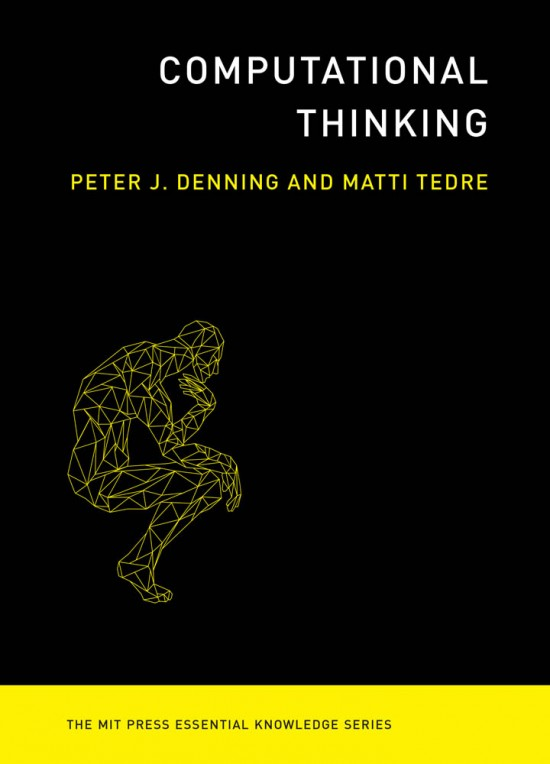 COMPUTATIONAL
THINKING
PETER J. DENNING AND MATTI TEDRE
THE MIT PRESS ESSENTIAL KNOWLEDGE SERIES